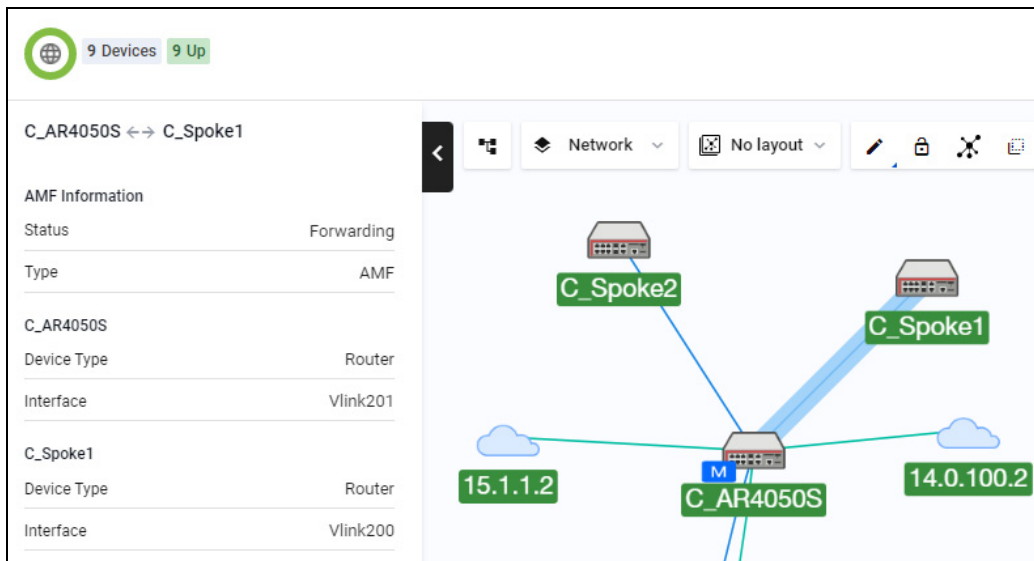 9 Devices 9 Up
C_AR4050S ←→ C_Spoke1
AMF Information
Status Forwarding
Type AMF
C_AR4050S
Device Type Router
Interface Vlink201
C_Spoke1
Device Type Router
Interface Vlink200
Network No layout
C_Spoke2
C_Spoke1
15.1.1.2
M
C_AR4050S
14.0.100.2